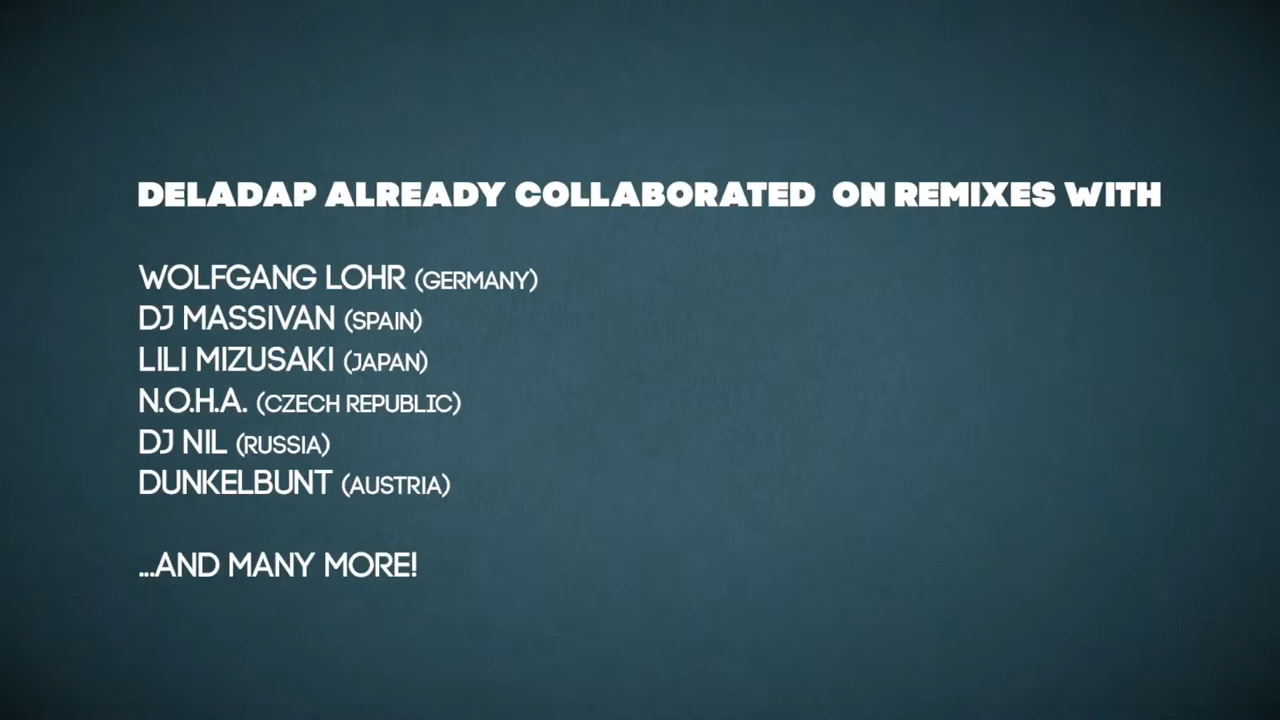 DELADAP ALREADY COLLABORATED ON REMIXES WITH
WOLFGANG LOHR (GERMANY)
DJ MASSIVAN (SPAIN)
LILI MIZUSAKI (JAPAN)
N.O.H.A. (CZECH REPUBLIC)
DJ NIL (RUSSIA)
DUNKELBUNT (AUSTRIA)
...AND MANY MORE!